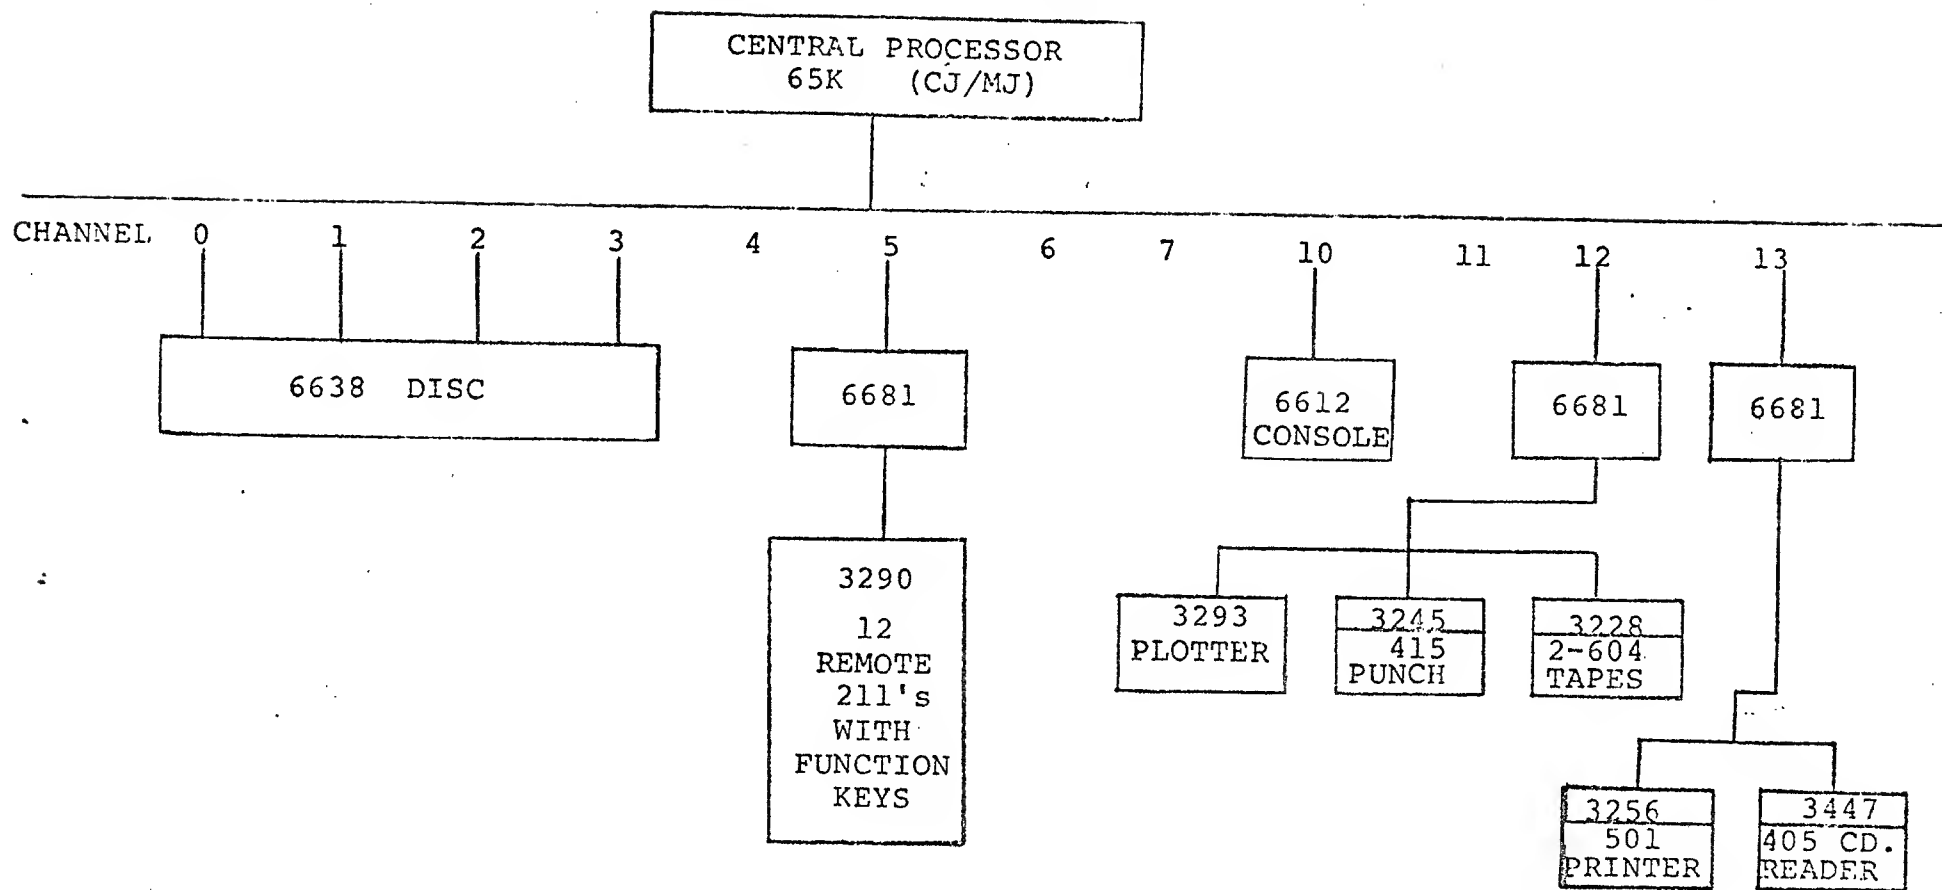 CENTRAL PROCESSOR
65K (CJ/MJ)
CHANNEL 0 1 2 3 4 5 6 7 10 11 12 13
6638 DISC
6681
6612
CONSOLE
6681
6681
3290
12
REMOTE
211's
WITH
FUNCTION
KEYS
3293
PLOTTER
3245
415
PUNCH
3228
2-604
TAPES
3256
501
PRINTER
3447
405 CD.
READER